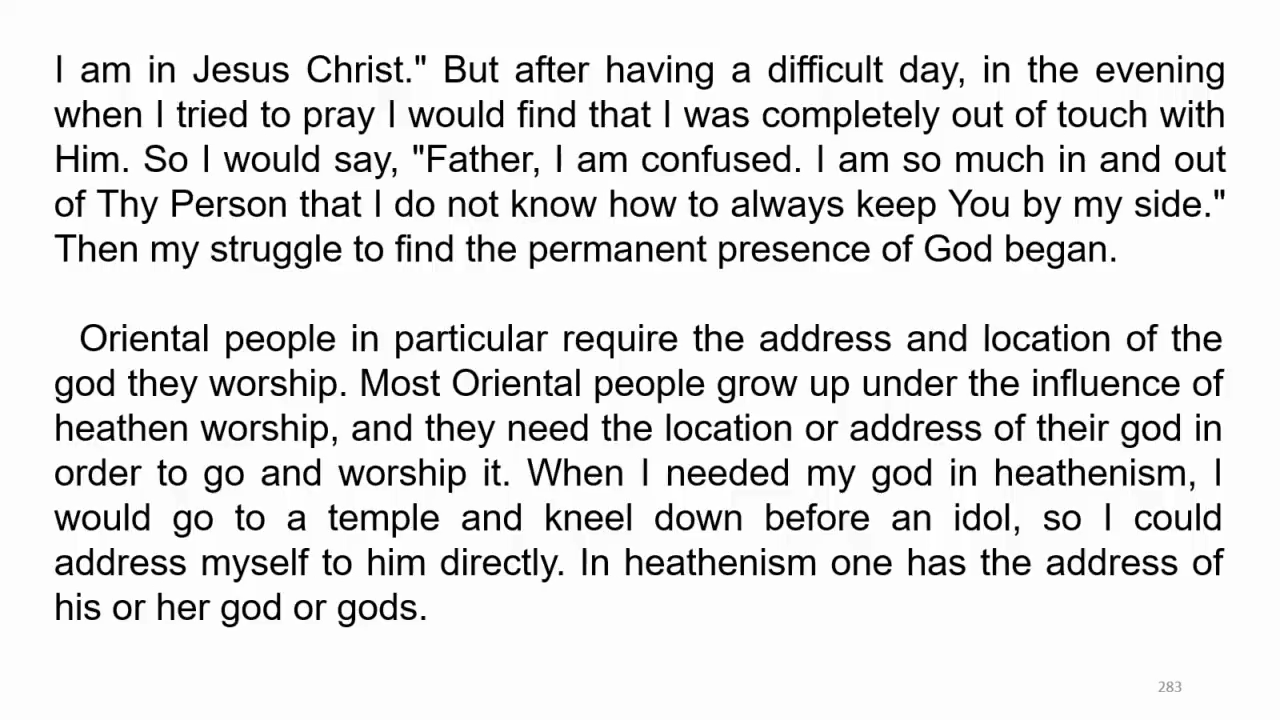 I am in Jesus Christ." But after having a difficult day, in the evening
when I tried to pray I would find that I was completely out of touch with
Him. So I would say, "Father, I am confused. I am so much in and out
of Thy Person that I do not know how to always keep You by my side."
Then my struggle to find the permanent presence of God began.
Oriental people in particular require the address and location of the
god they worship. Most Oriental people grow up under the influence of
heathen worship, and they need the location or address of their god in
order to go and worship it. When I needed my god in heathenism, I
would go to a temple and kneel down before an idol, so I could
address myself to him directly. In heathenism one has the address of
his or her god or gods.
283